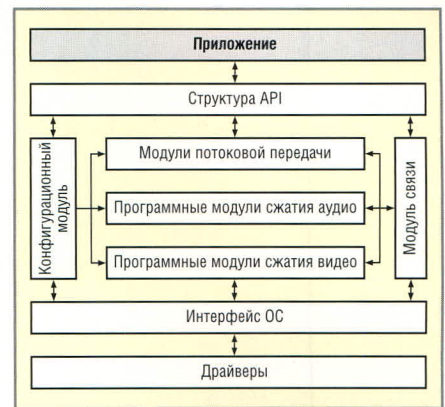 Приложение
Структура API
Конфигурационный
модуль
Модули потоковой передачи
Программные модули сжатия аудио
Программные модули сжатия видео
Модуль связи
Интерфейс ОС
Драйверы